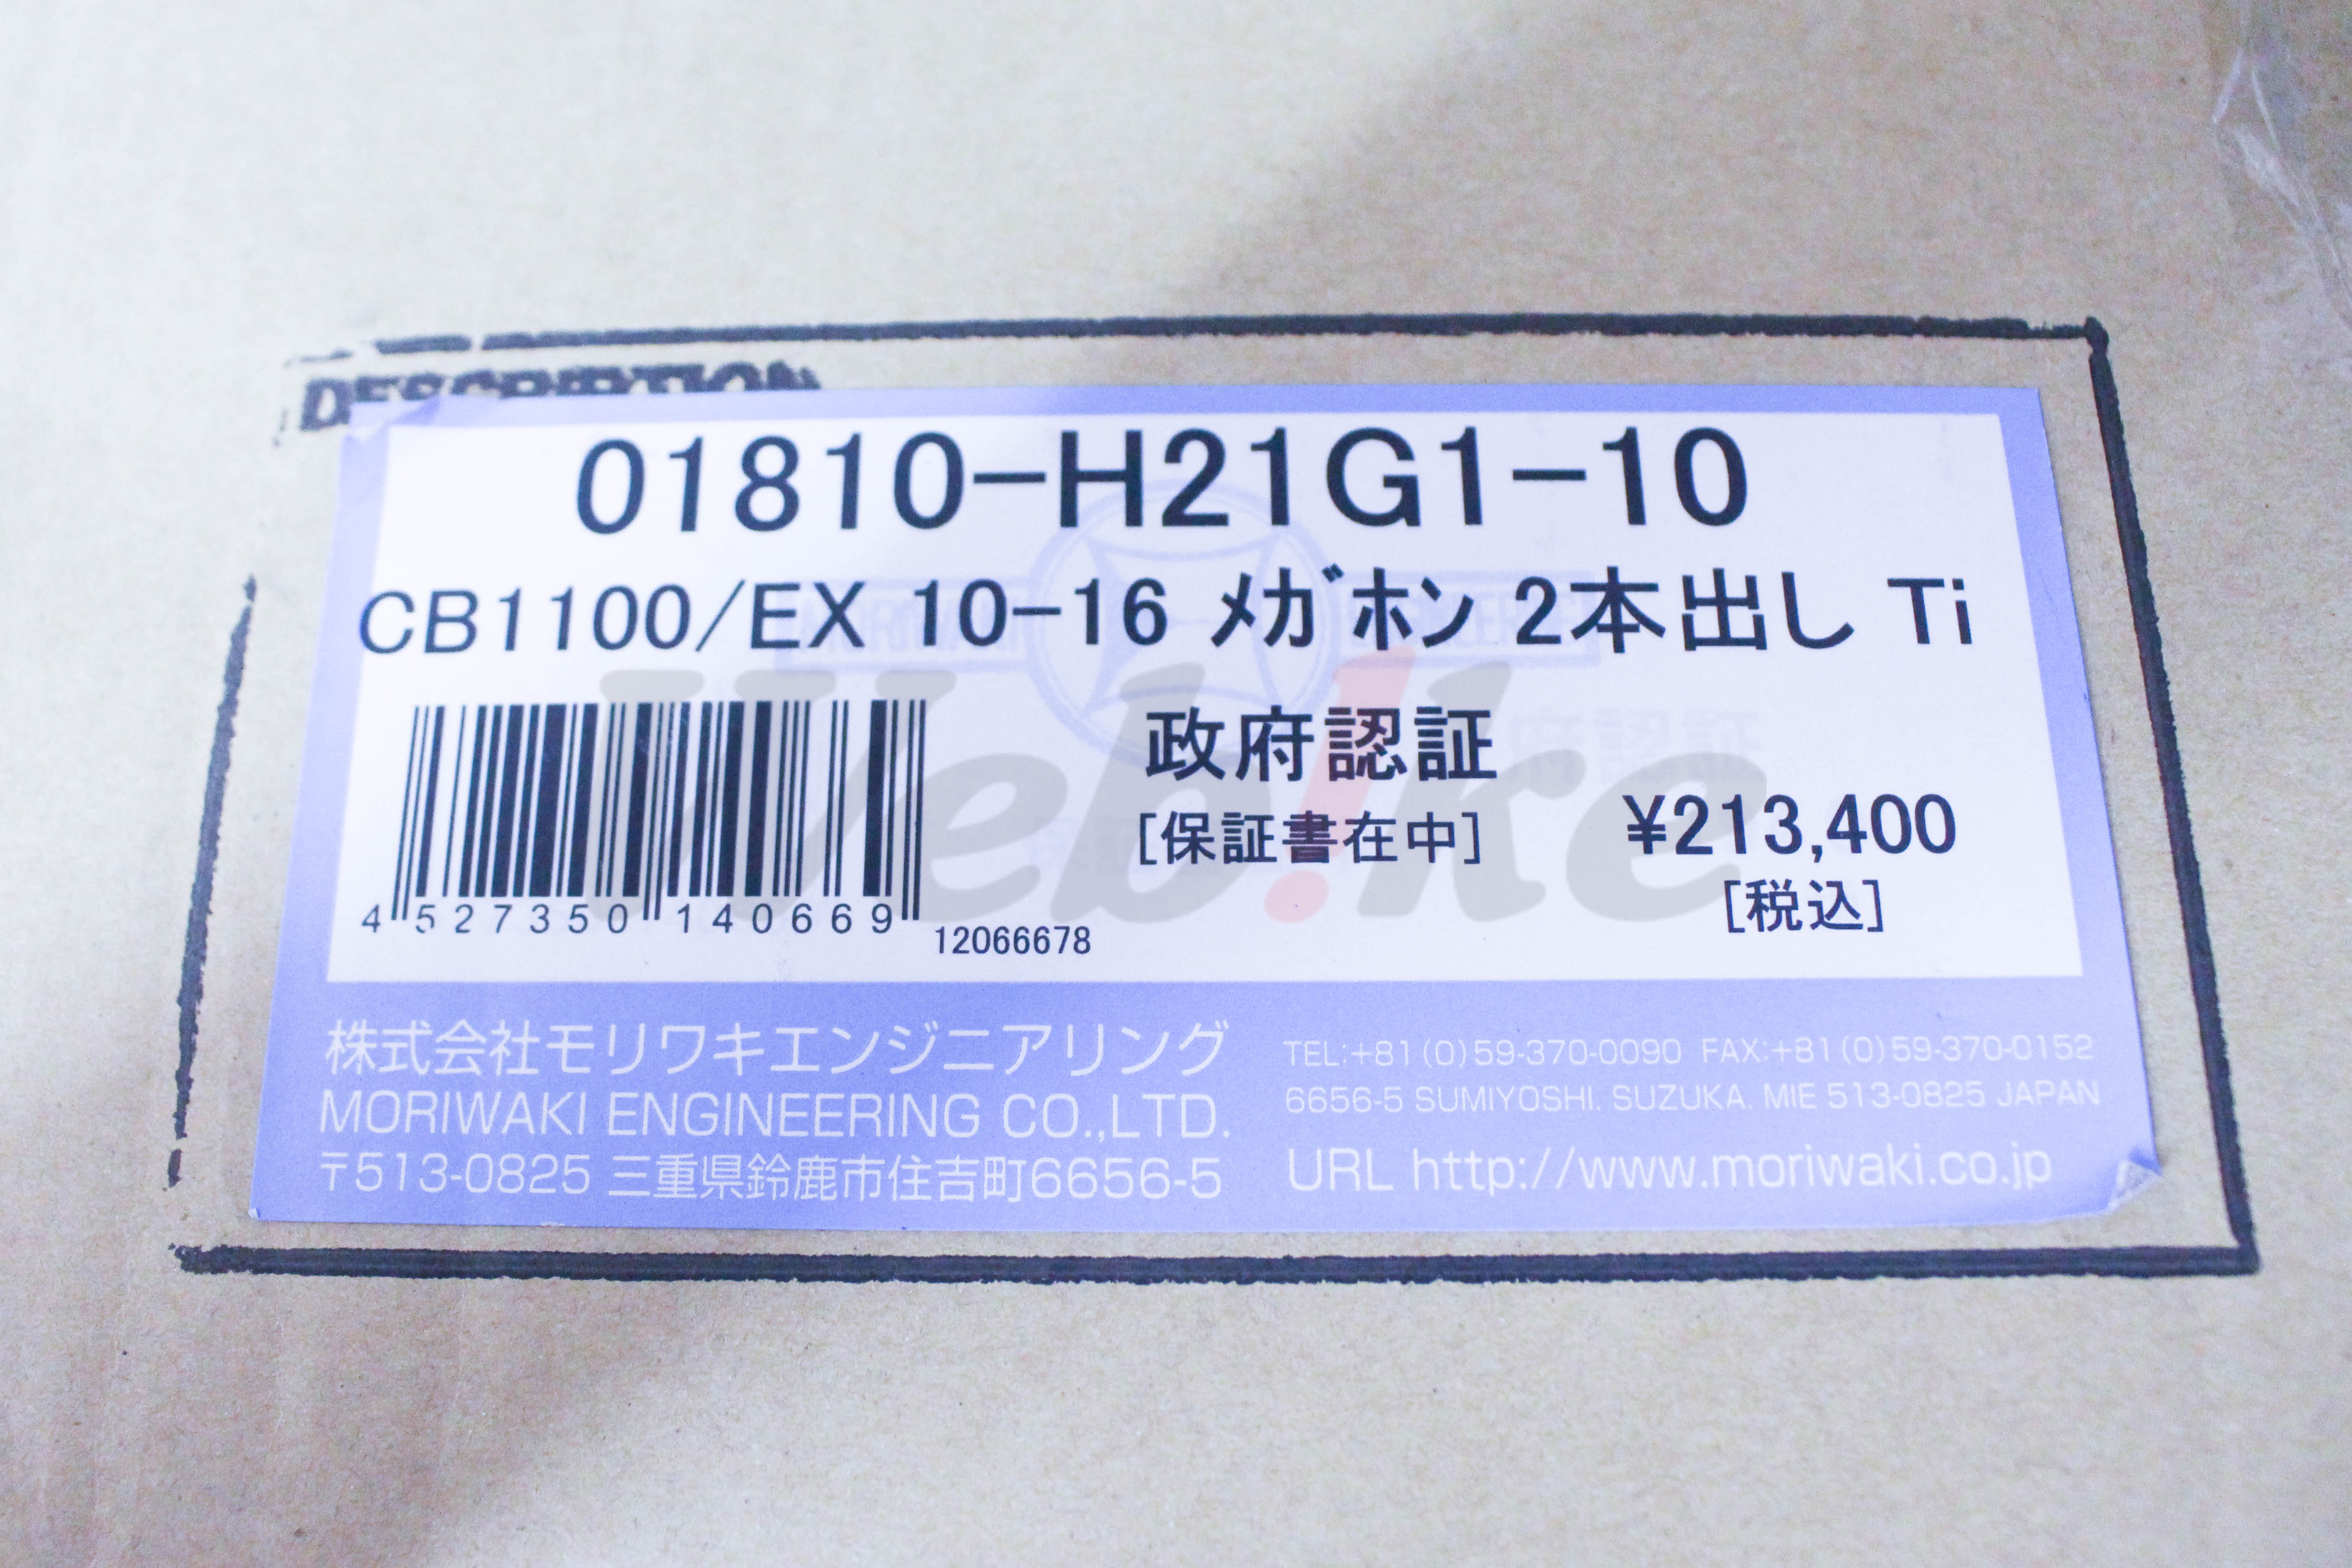 DESCRIPTION
01810-H21G1-10
CB1100/EX 10-16 ﾒｶﾞﾎﾝ 2本出し Ti
政府認証
[保証書在中]
¥213,400
[税込]
4 527350 140669
12066678
Web!ke
株式会社モリワキエンジニアリング
MORIWAKI ENGINEERING CO.,LTD.
〒513-0825 三重県鈴鹿市住吉町6656-5
TEL:+81(0)59-370-0090 FAX:+81(0)59-370-0152
6656-5 SUMIYOSHI. SUZUKA. MIE 513-0825 JAPAN
URL http://www.moriwaki.co.jp